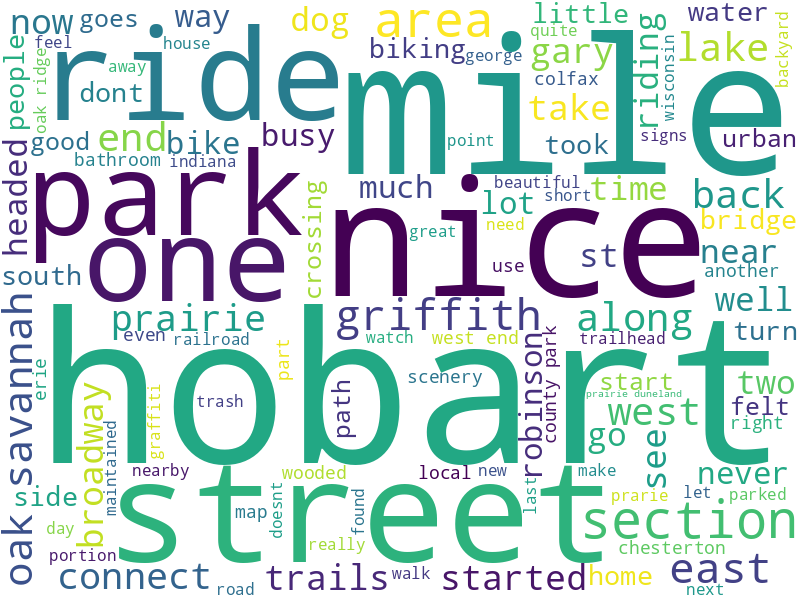 now goes way dog area little water
feel house biking george quite lake backyard
people oak ridge ride away mile gary colfax riding wisconsin
dont take
good end bike busy point took signs urban
headed bathroom indiana
park crossing much beautiful lot short time back
one nice great need bridge
south use st near another
savannah prairie griffith along well turn
erie even railroad part watch west end trailhead
hobart path scenery robinson county park start prairie duneland two
broadway graffiti trash west felt right
maintained go see
oak nearby wooded local new make never
side street map doesnt found last prarie let parked
day really section chesterton
portion connect road trails walk started home east next